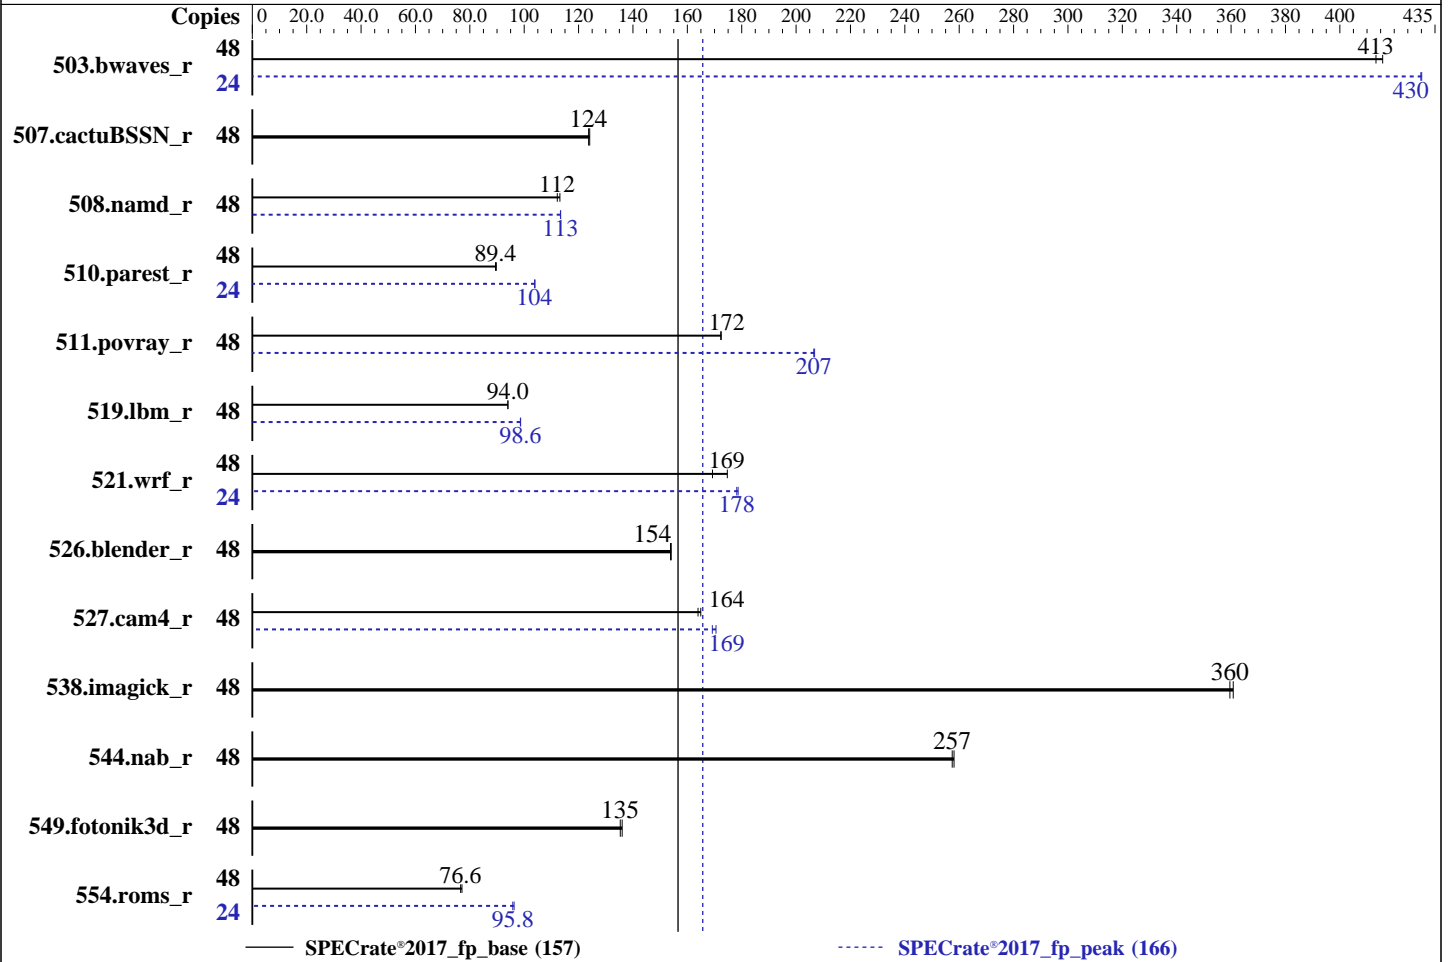 Copies 0 20.0 40.0 60.0 80.0 100 120 140 160 180 200 220 240 260 280 300 320 340 360 380 400 435
503.bwaves_r 48 413
24 430
507.cactuBSSN_r 48 124
508.namd_r 48 112
113
510.parest_r 48 89.4
24 104
511.povray_r 48 172
207
519.lbm_r 48 94.0
98.6
521.wrf_r 48 169
24 178
526.blender_r 48 154
527.cam4_r 48 164
169
538.imagick_r 48 360
544.nab_r 48 257
549.fotonik3d_r 48 135
554.roms_r 48 76.6
24 95.8
SPECrate®2017_fp_base (157) SPECrate®2017_fp_peak (166)